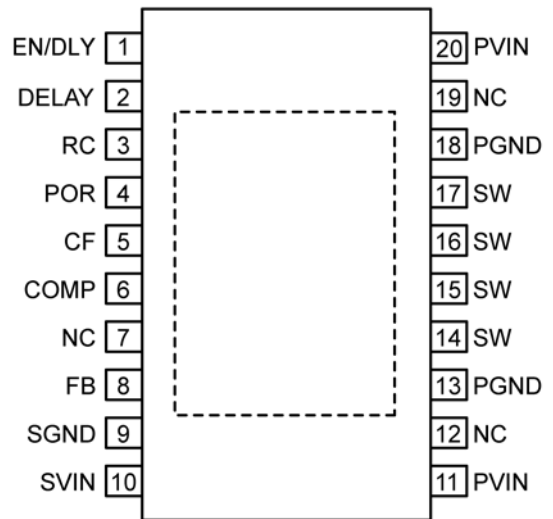 EN/DLY 1 20 PVIN
DELAY 2 19 NC
RC 3 18 PGND
POR 4 17 SW
CF 5 16 SW
COMP 6 15 SW
NC 7 14 SW
FB 8 13 PGND
SGND 9 12 NC
SVIN 10 11 PVIN